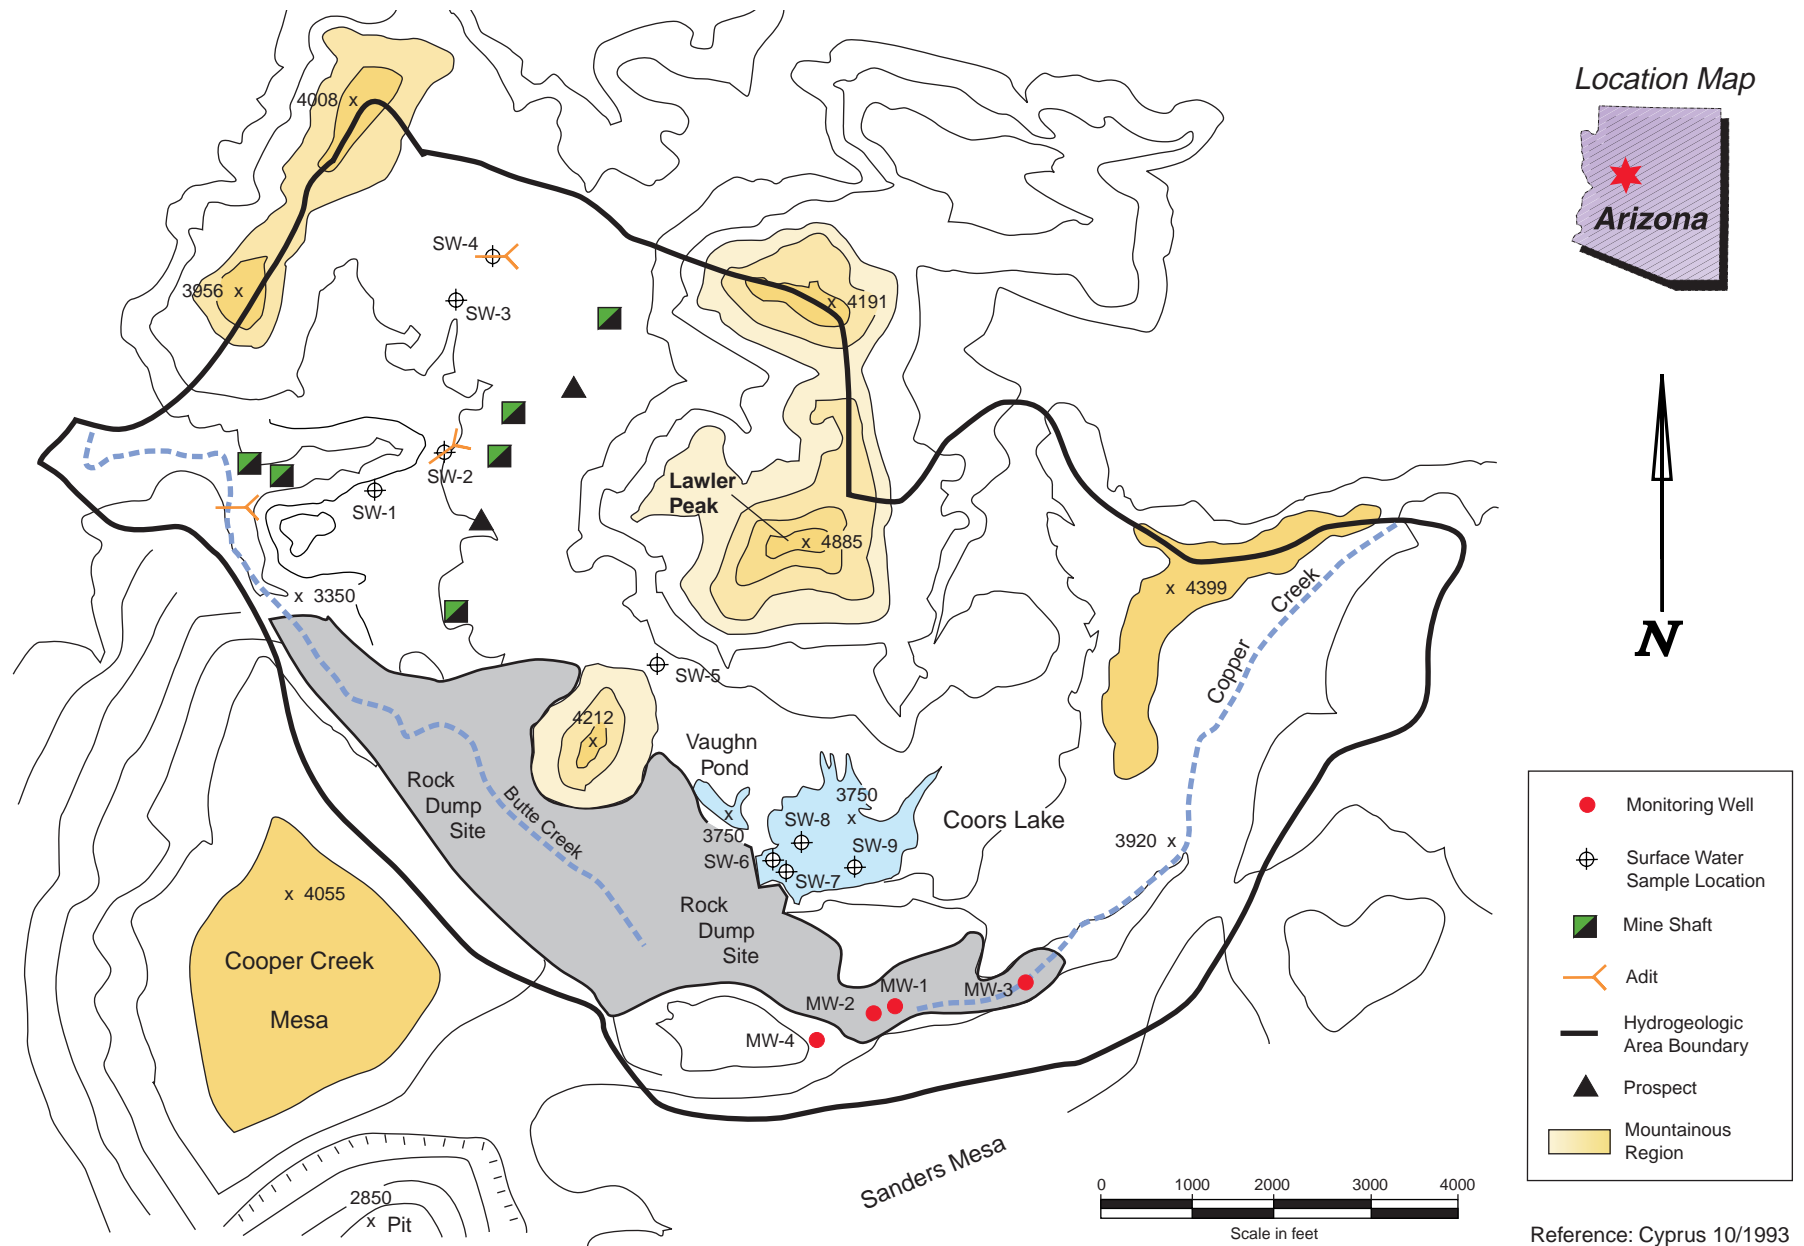 Location Map
Arizona
N
4008 x
SW-4
3956 x
SW-3
x 4191
SW-2
SW-1
Lawler
Peak
x 4885
x 3350
x 4399
Creek
Copper
SW-5
4212
x
Vaughn
Pond
x
3750
3750
x
Coors Lake
SW-8
SW-9
SW-6
SW-7
3920 x
Rock
Dump
Site
Butte Creek
x 4055
Cooper Creek
Mesa
Rock
Dump
Site
MW-1
MW-2
MW-3
MW-4
Sanders Mesa
2850
x Pit
0 1000 2000 3000 4000
Scale in feet
Monitoring Well
Surface Water
Sample Location
Mine Shaft
Adit
Hydrogeologic
Area Boundary
Prospect
Mountainous
Region
Reference: Cyprus 10/1993